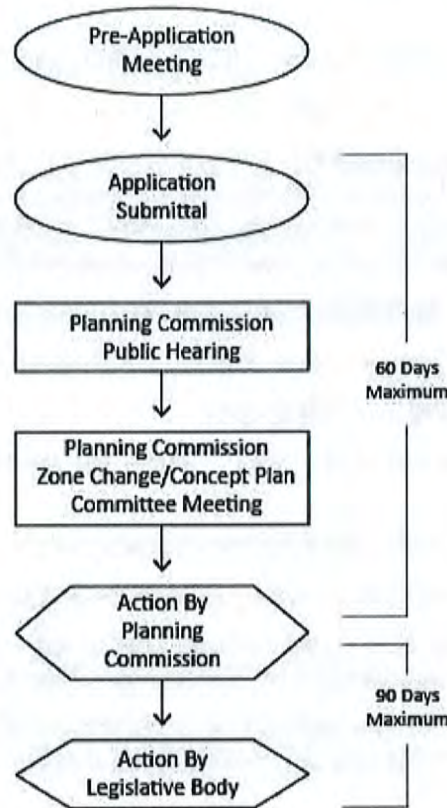 Pre-Application
Meeting
Application
Submittal
Planning Commission
Public Hearing
60 Days
Maximum
Planning Commission
Zone Change/Concept Plan
Committee Meeting
Action By
Planning
Commission
90 Days
Maximum
Action By
Legislative Body